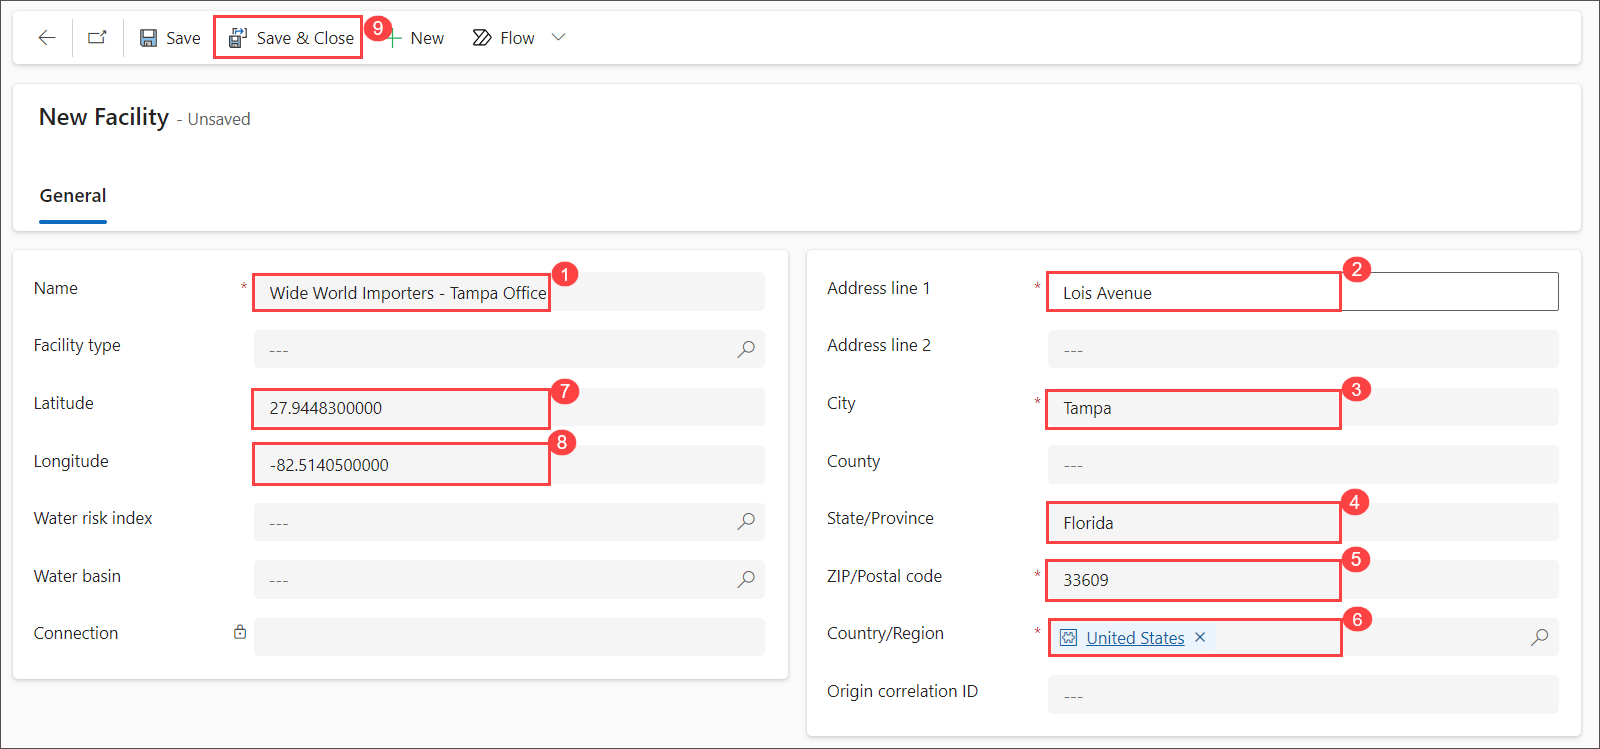 Save
Save & Close
9
New
Flow
New Facility - Unsaved
General
Name * Wide World Importers - Tampa Office 1
Facility type ---
Latitude 27.9448300000 7
Longitude -82.5140500000 8
Water risk index ---
Water basin ---
Connection
Address line 1 * Lois Avenue 2
Address line 2 ---
City * Tampa 3
County ---
State/Province Florida 4
ZIP/Postal code * 33609 5
Country/Region * United States 6
Origin correlation ID ---